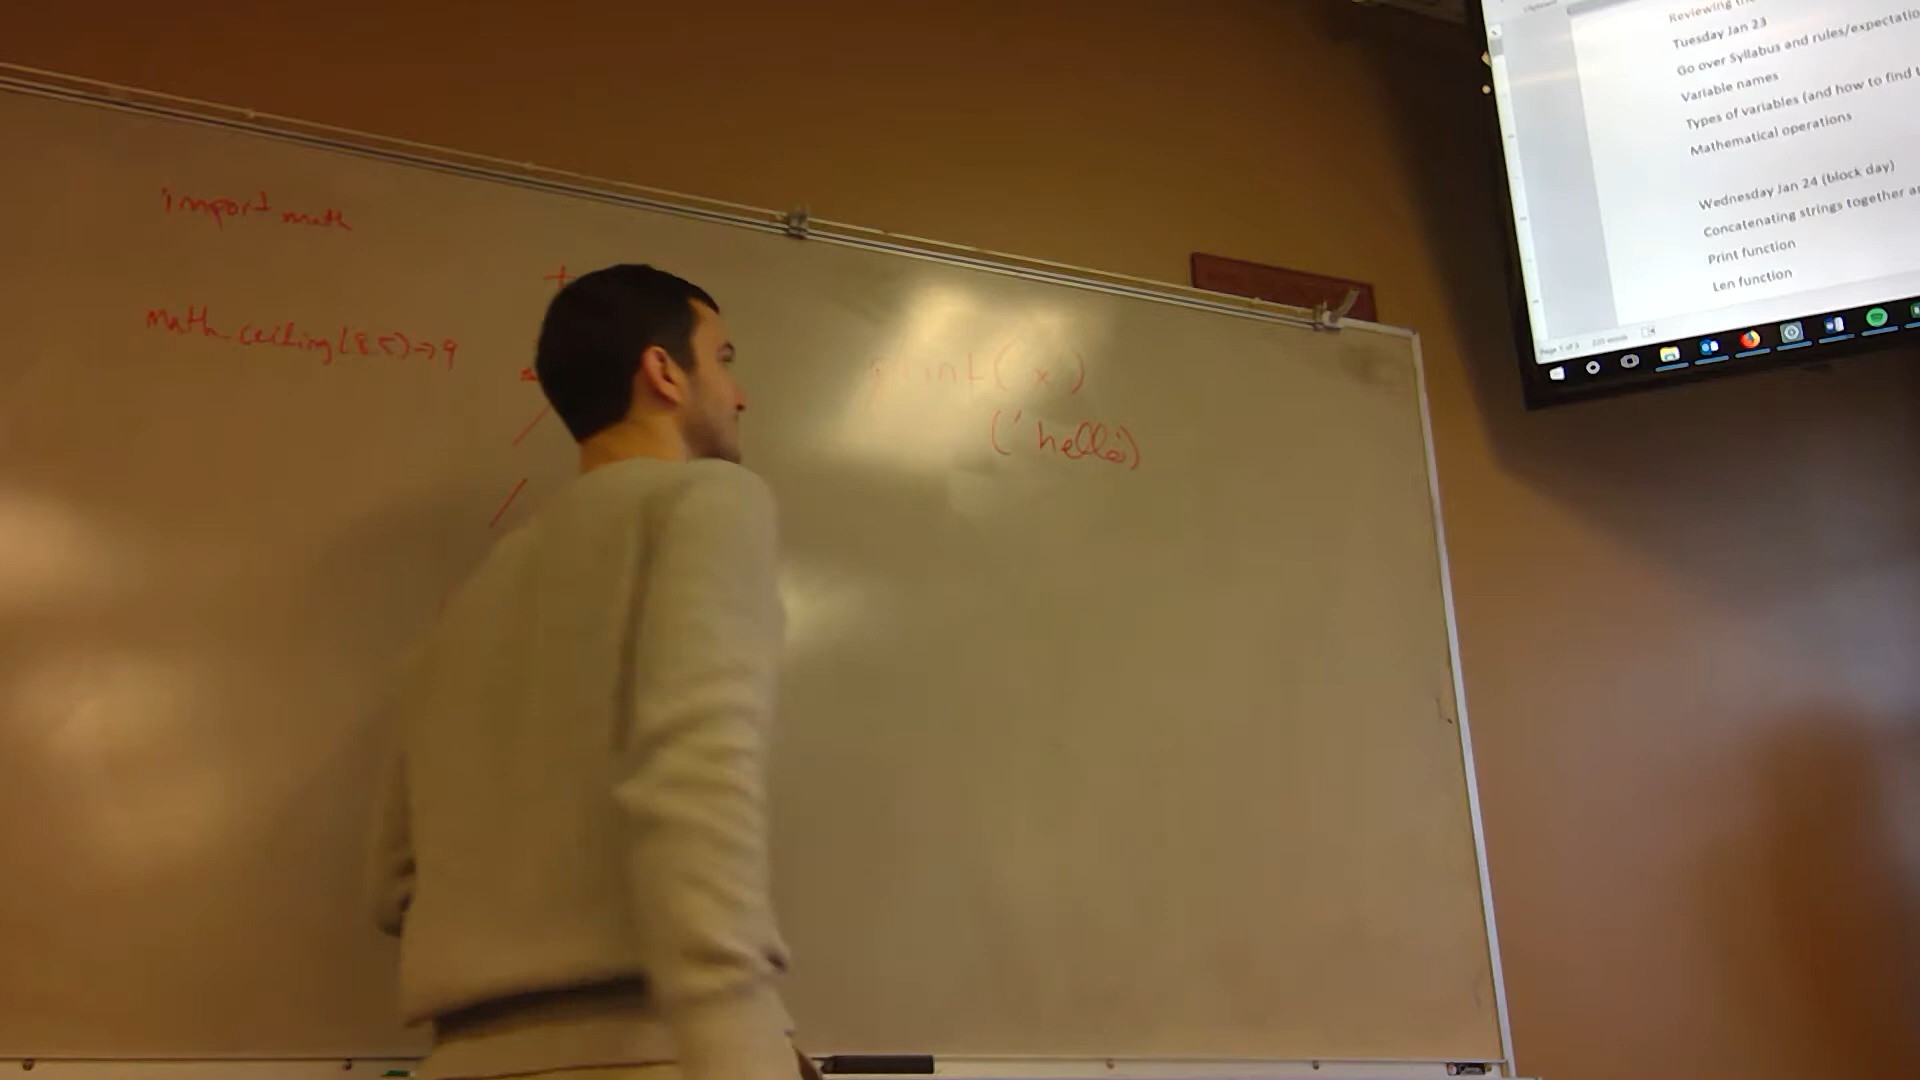 import math
math.ceiling(8.5)→9
+
print(x)
('hello')
Reviewing
Tuesday Jan 23
Go over Syllabus and rules/expectatio
Variable names
Types of variables (and how to find t
Mathematical operations
Wednesday Jan 24 (block day)
Concatenating strings together a
Print function
Len function